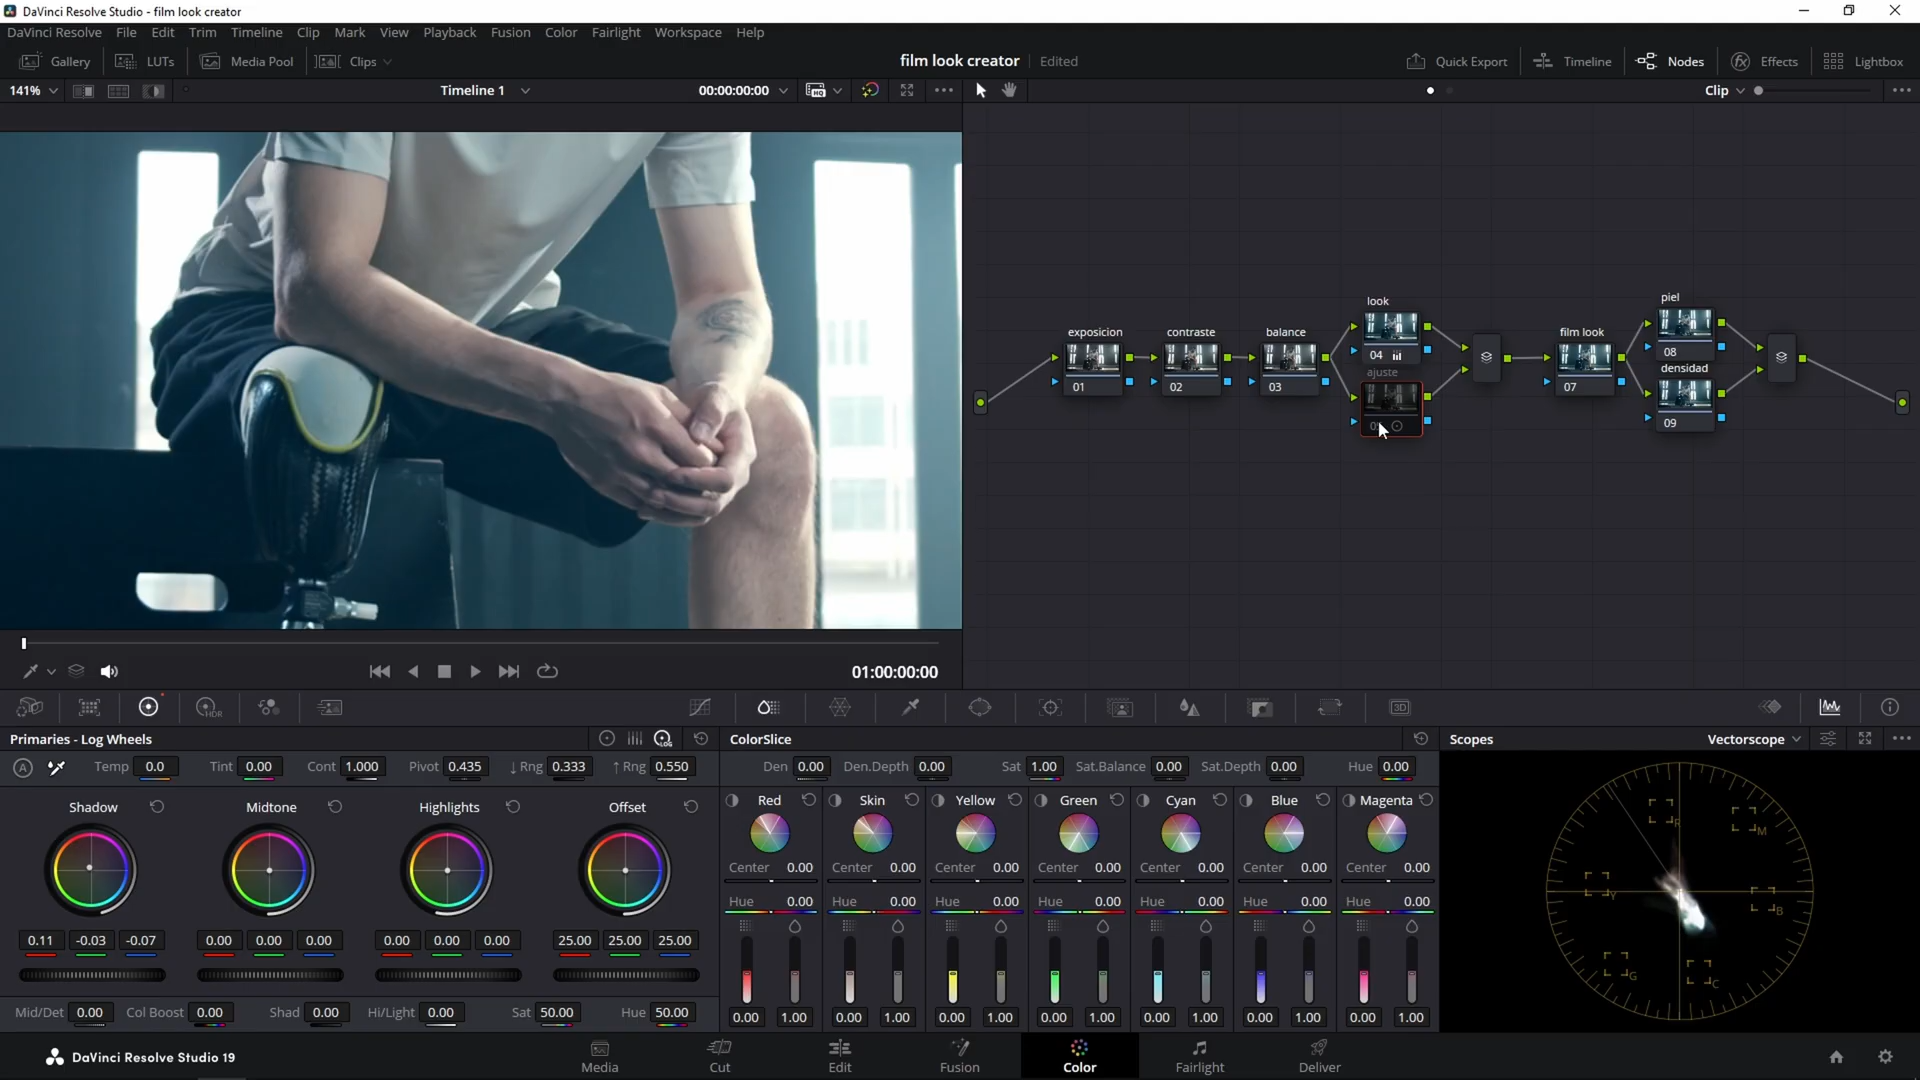 DaVinci Resolve Studio - film look creator
DaVinci Resolve File Edit Trim Timeline Clip Mark View Playback Fusion Color Fairlight Workspace Help
Gallery LUTs Media Pool Clips film look creator Edited Quick Export Timeline Nodes Effects Lightbox
141% Timeline 1 00:00:00:00 Clip
look
04
exposicion
01
contraste
02
balance
03
ajuste
film look
07
piel
08
densidad
09
01:00:00:00
HDR
3D
Primaries - Log Wheels
LOG
A Temp 0.0 Tint 0.00 Cont 1.000 Pivot 0.435 ↓ Rng 0.333 ↑ Rng 0.550
Shadow Midtone Highlights Offset
0.11 -0.03 -0.07 0.00 0.00 0.00 0.00 0.00 0.00 25.00 25.00 25.00
Mid/Det 0.00 Col Boost 0.00 Shad 0.00 Hi/Light 0.00 Sat 50.00 Hue 50.00
ColorSlice
Den 0.00 Den.Depth 0.00 Sat 1.00 Sat.Balance 0.00 Sat.Depth 0.00 Hue 0.00
Red Skin Yellow Green Cyan Blue Magenta
Center 0.00 Center 0.00 Center 0.00 Center 0.00 Center 0.00 Center 0.00 Center 0.00
Hue 0.00 Hue 0.00 Hue 0.00 Hue 0.00 Hue 0.00 Hue 0.00 Hue 0.00
0.00 1.00 0.00 1.00 0.00 1.00 0.00 1.00 0.00 1.00 0.00 1.00 0.00 1.00
Scopes Vectorscope
R M
Y B
G C
DaVinci Resolve Studio 19
Media Cut Edit Fusion Color Fairlight Deliver